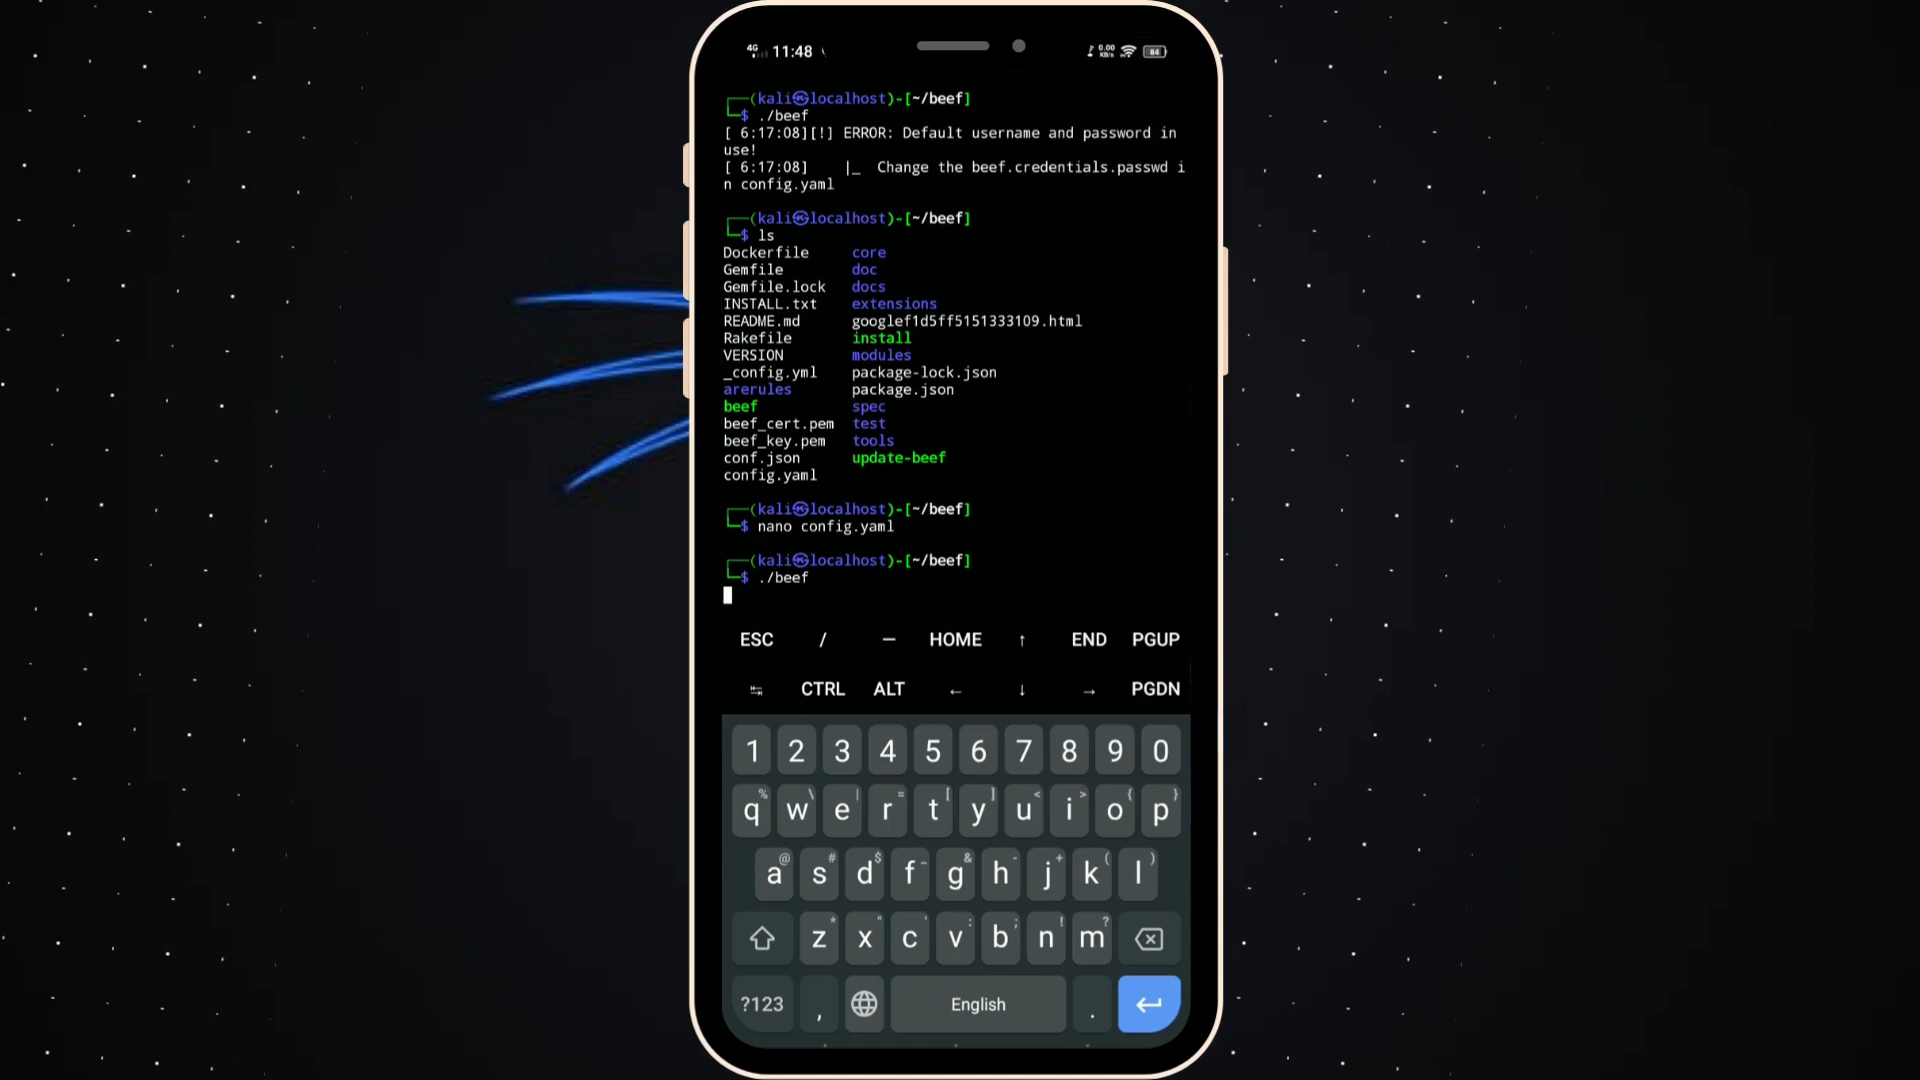 4G 11:48 0.00 KB/s 84
┌──(kali㉿localhost)-[~/beef]
└─$ ./beef
[ 6:17:08][!] ERROR: Default username and password in
use!
[ 6:17:08]    |_  Change the beef.credentials.passwd i
n config.yaml
┌──(kali㉿localhost)-[~/beef]
└─$ ls
Dockerfile core
Gemfile doc
Gemfile.lock docs
INSTALL.txt extensions
README.md googlef1d5ff5151333109.html
Rakefile install
VERSION modules
_config.yml package-lock.json
arerules package.json
beef spec
beef_cert.pem test
beef_key.pem tools
conf.json update-beef
config.yaml
┌──(kali㉿localhost)-[~/beef]
└─$ nano config.yaml
┌──(kali㉿localhost)-[~/beef]
└─$ ./beef
ESC / — HOME ↑ END PGUP
↹ CTRL ALT ← ↓ → PGDN
1 2 3 4 5 6 7 8 9 0
% \ | = [ ] < > { }
q w e r t y u i o p
@ # $ _ & - + ( )
a s d f g h j k l
* " ' : ; ! ?
z x c v b n m
?123 , English .